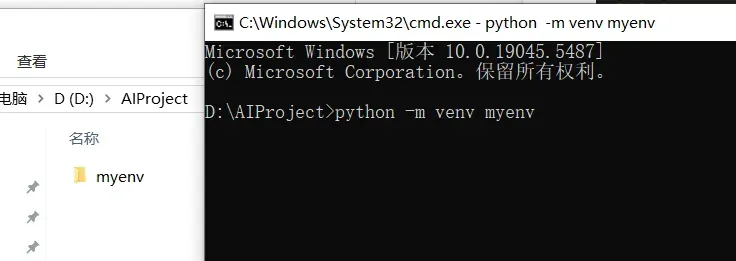 C:\Windows\System32\cmd.exe - python  -m venv myenv
Microsoft Windows [版本 10.0.19045.5487]
(c) Microsoft Corporation。保留所有权利。
D:\AIProject>python -m venv myenv
查看
电脑 > D (D:) > AIProject
名称
myenv